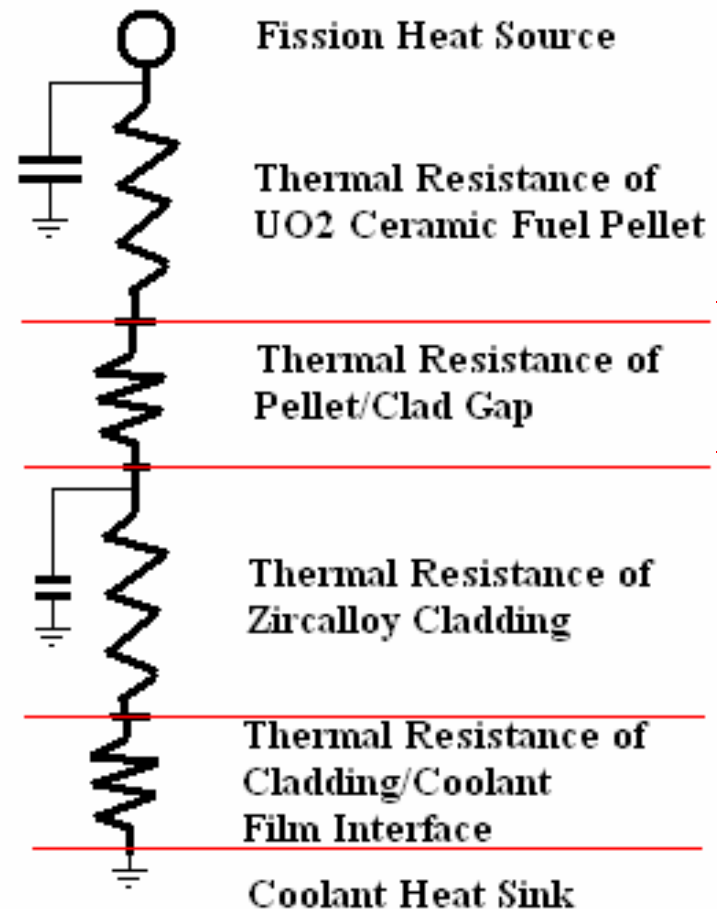 Fission Heat Source
Thermal Resistance of
UO2 Ceramic Fuel Pellet
Thermal Resistance of
Pellet/Clad Gap
Thermal Resistance of
Zircalloy Cladding
Thermal Resistance of
Cladding/Coolant
Film Interface
Coolant Heat Sink